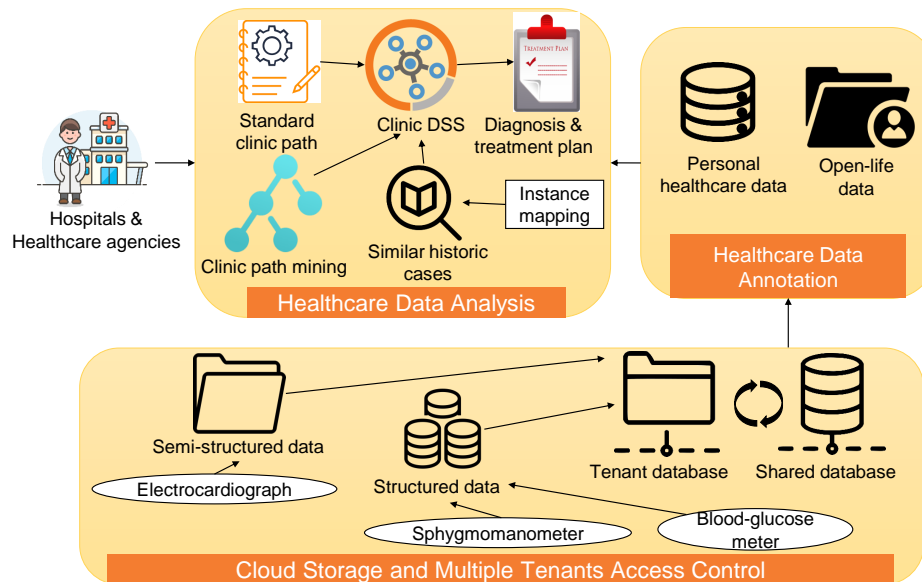 TREATMENT PLAN
Standard
clinic path
Clinic DSS
Diagnosis &
treatment plan
Hospitals &
Healthcare agencies
Clinic path mining
Similar historic
cases
Instance
mapping
Healthcare Data Analysis
Personal
healthcare data
Open-life
data
Healthcare Data
Annotation
Semi-structured data
Electrocardiograph
Structured data
Sphygmomanometer
Blood-glucose
meter
Tenant database
Shared database
Cloud Storage and Multiple Tenants Access Control